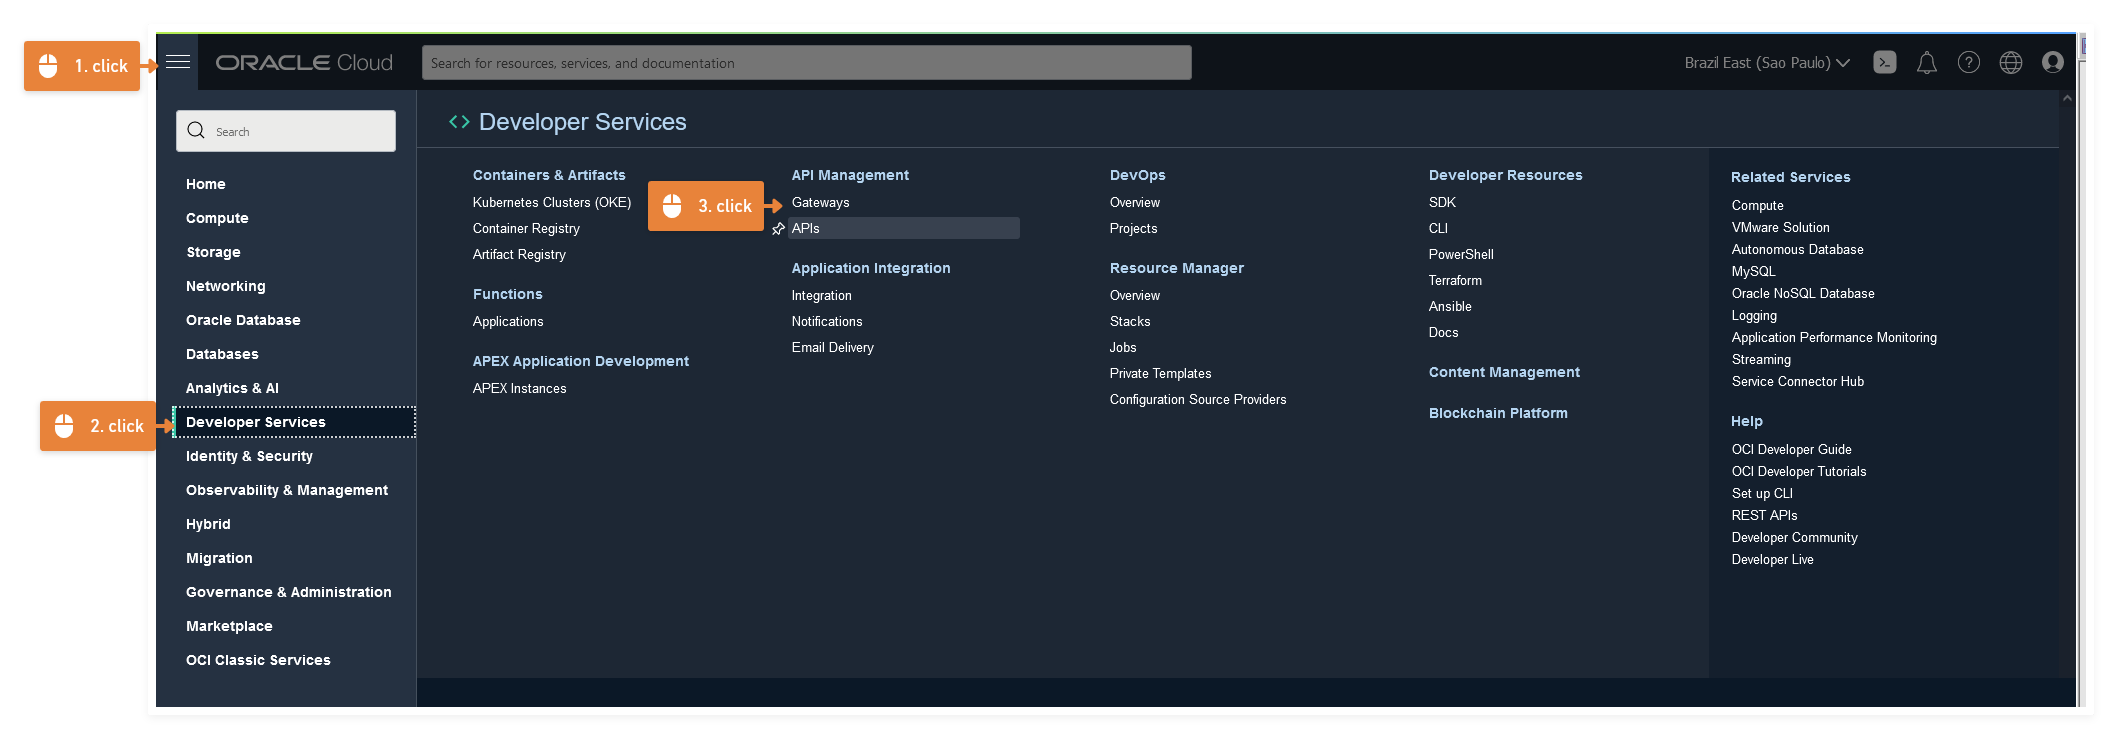 1. click
ORACLE Cloud
Search for resources, services, and documentation
Brazil East (Sao Paulo)
Search
Home
Compute
Storage
Networking
Oracle Database
Databases
Analytics & AI
2. click
Developer Services
Identity & Security
Observability & Management
Hybrid
Migration
Governance & Administration
Marketplace
OCI Classic Services
Developer Services
Containers & Artifacts
Kubernetes Clusters (OKE)
Container Registry
Artifact Registry
Functions
Applications
APEX Application Development
APEX Instances
3. click
API Management
Gateways
APIs
Application Integration
Integration
Notifications
Email Delivery
DevOps
Overview
Projects
Resource Manager
Overview
Stacks
Jobs
Private Templates
Configuration Source Providers
Developer Resources
SDK
CLI
PowerShell
Terraform
Ansible
Docs
Content Management
Blockchain Platform
Related Services
Compute
VMware Solution
Autonomous Database
MySQL
Oracle NoSQL Database
Logging
Application Performance Monitoring
Streaming
Service Connector Hub
Help
OCI Developer Guide
OCI Developer Tutorials
Set up CLI
REST APIs
Developer Community
Developer Live